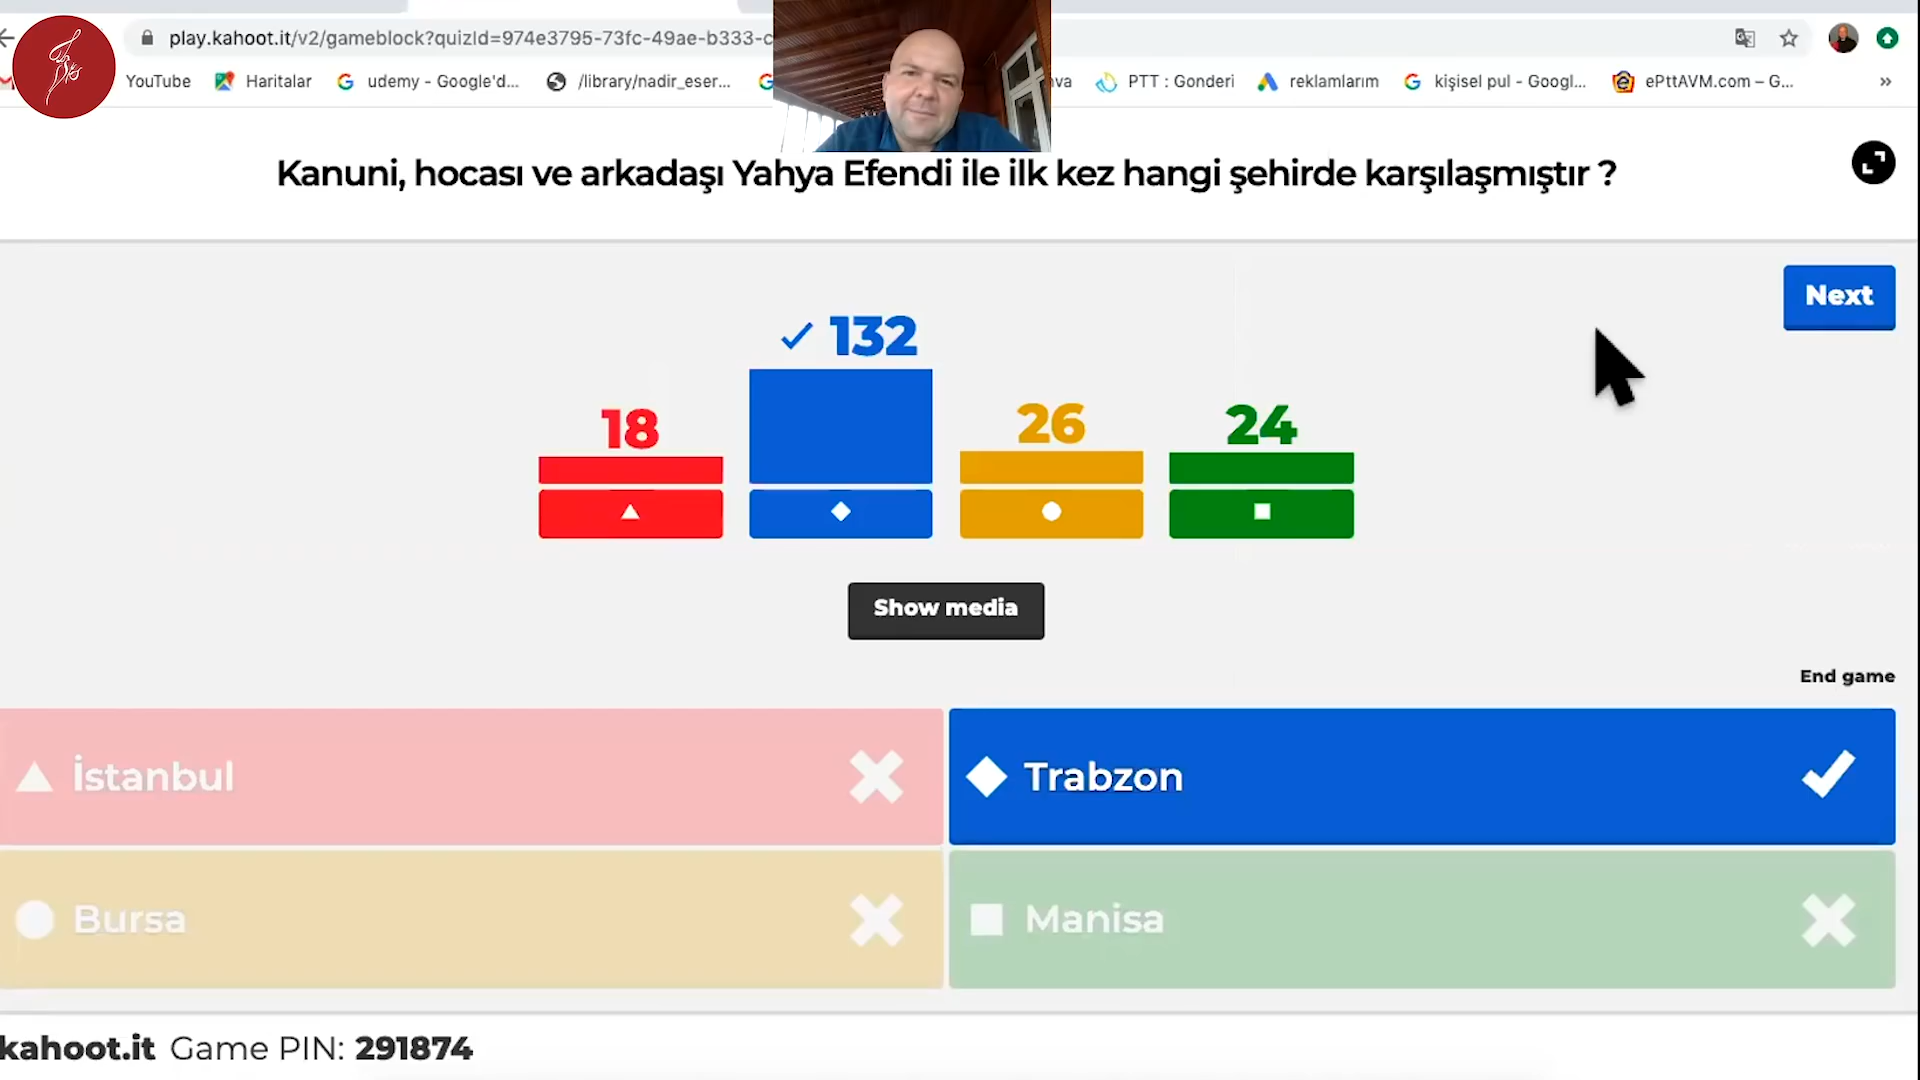 play.kahoot.it/v2/gameblock?quizId=974e3795-73fc-49ae-b333-c
YouTube Haritalar udemy - Google'd... /library/nadir_eser... PTT : Gonderi reklamlarım kişisel pul - Googl... ePttAVM.com – G... »
Kanuni, hocası ve arkadaşı Yahya Efendi ile ilk kez hangi şehirde karşılaşmıştır ?
Next
18
132
26
24
Show media
End game
İstanbul
Trabzon
Bursa
Manisa
kahoot.it Game PIN: 291874